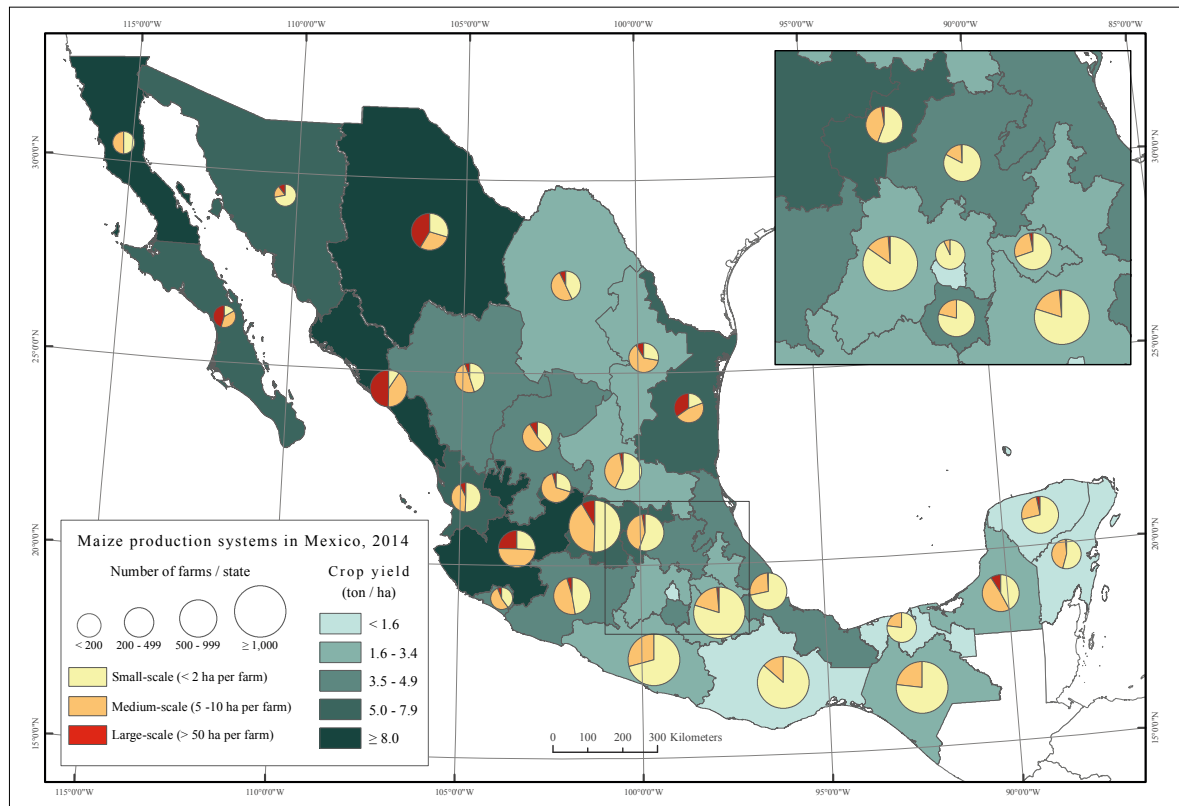 115°0'0"W 110°0'0"W 105°0'0"W 100°0'0"W 95°0'0"W 90°0'0"W 85°0'0"W
30°0'0"N 30°0'0"N
25°0'0"N 25°0'0"N
20°0'0"N 20°0'0"N
15°0'0"N 15°0'0"N
Maize production systems in Mexico, 2014
Number of farms / state
< 200
200 - 499
500 - 999
≥ 1,000
Small-scale (< 2 ha per farm)
Medium-scale (5 -10 ha per farm)
Large-scale (> 50 ha per farm)
Crop yield
(ton / ha)
< 1.6
1.6 - 3.4
3.5 - 4.9
5.0 - 7.9
≥ 8.0
0 100 200 300 Kilometers
115°0'0"W 110°0'0"W 105°0'0"W 100°0'0"W 95°0'0"W 90°0'0"W